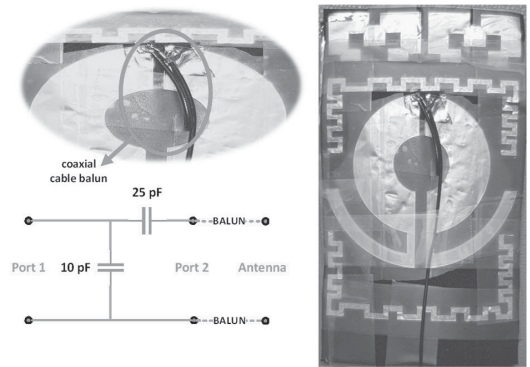 coaxial
cable balun
25 pF
BALUN
Port 1
10 pF
Port 2
Antenna
BALUN